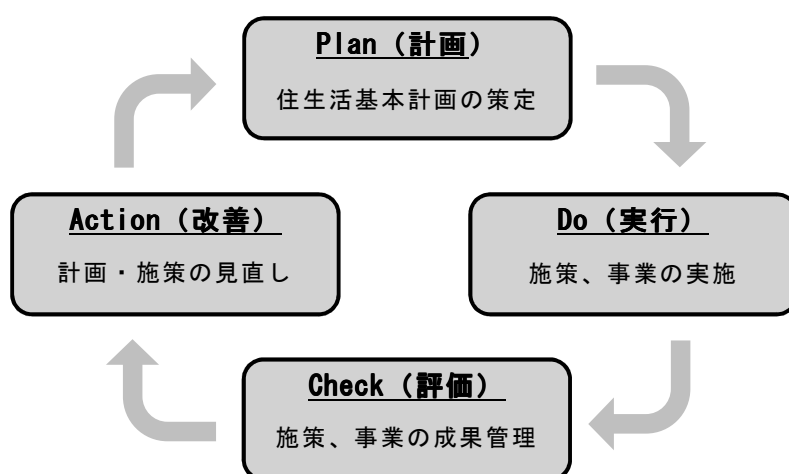 Plan（計画）
住生活基本計画の策定
Action（改善）
計画・施策の見直し
Do（実行）
施策、事業の実施
Check（評価）
施策、事業の成果管理